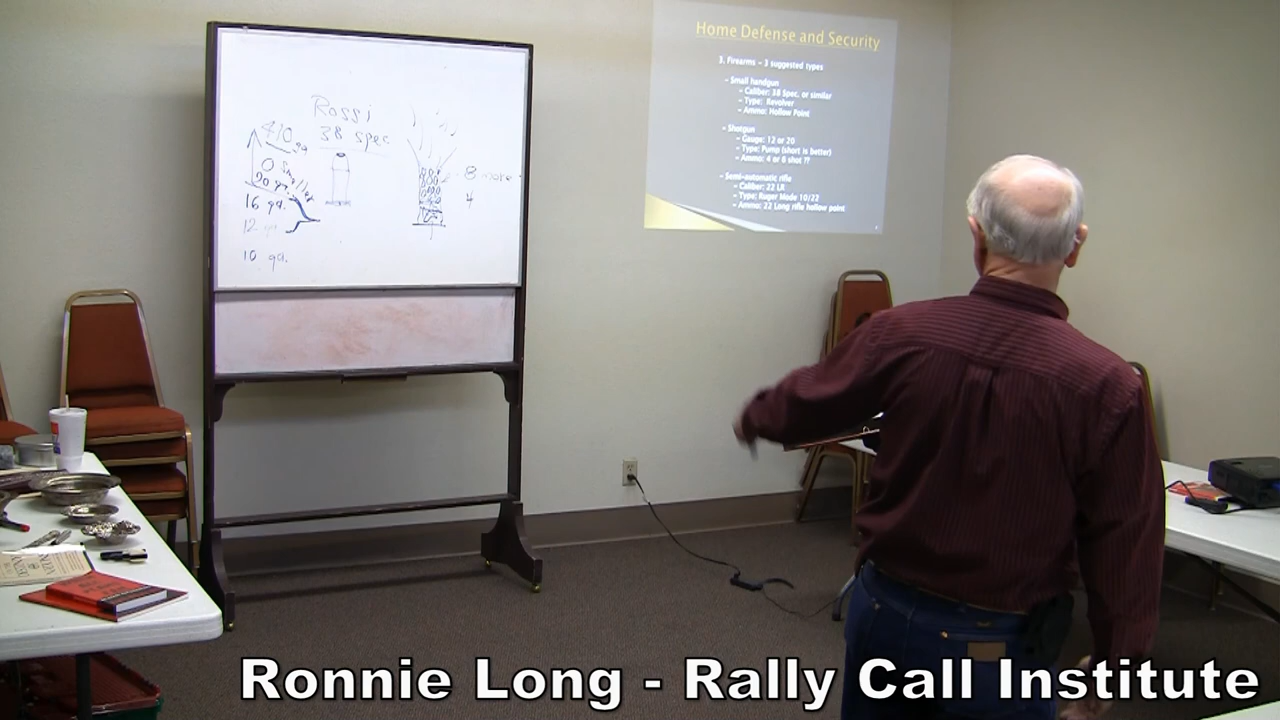 Rossi
38 spec
410 ga
20 ga.
16 ga.
12 ga
10 ga.
8 more
4
Home Defense and Security
3. Firearms – 3 suggested types
– Small handgun
– Caliber: 38 Spec. or similar
– Type: Revolver
– Ammo: Hollow Point
– Shotgun
– Gauge: 12 or 20
– Type: Pump (short is better)
– Ammo: 4 or 6 shot ??
– Semi-automatic rifle
– Caliber: 22 LR
– Type: Ruger Mode 10/22
– Ammo: 22 Long rifle hollow point
Ronnie Long - Rally Call Institute